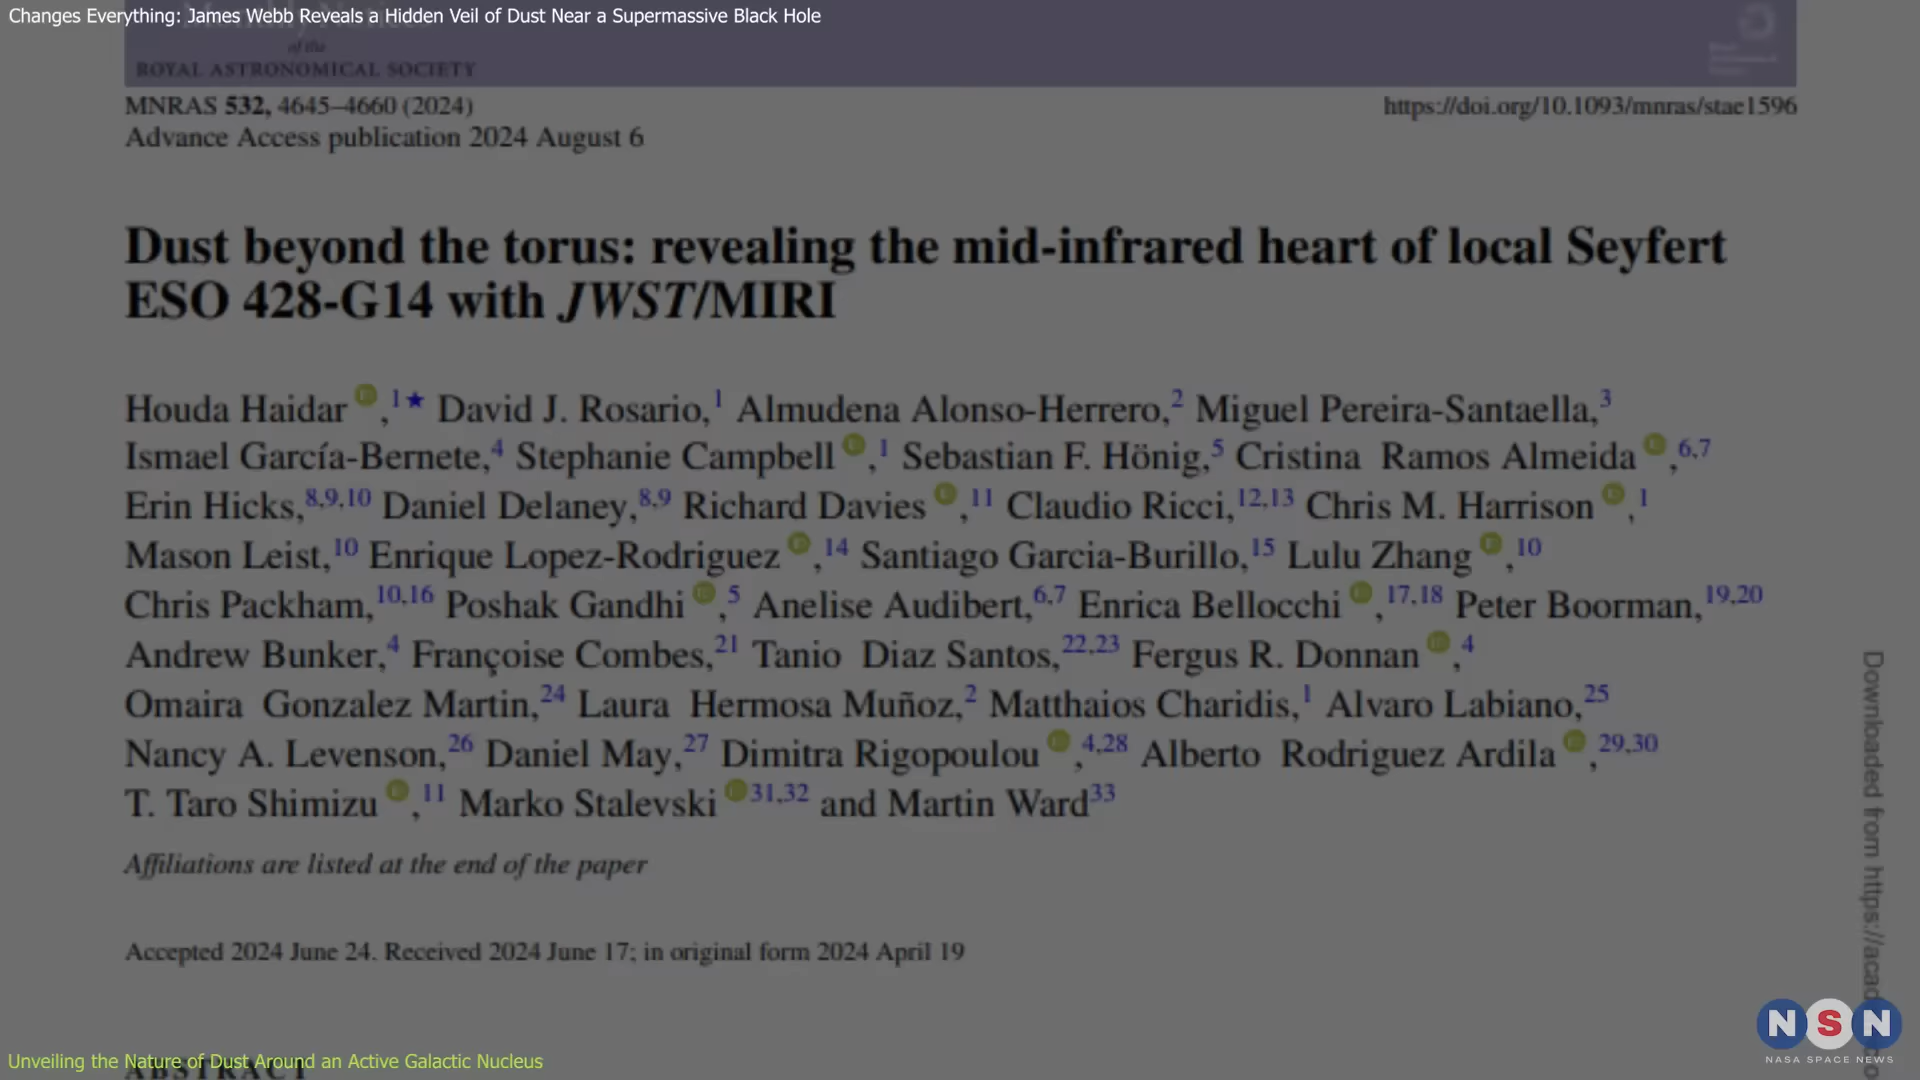 Changes Everything: James Webb Reveals a Hidden Veil of Dust Near a Supermassive Black Hole
of the
ROYAL ASTRONOMICAL SOCIETY
MNRAS 532, 4645–4660 (2024)
https://doi.org/10.1093/mnras/stae1596
Advance Access publication 2024 August 6
Dust beyond the torus: revealing the mid-infrared heart of local Seyfert
ESO 428-G14 with JWST/MIRI
Houda Haidar,1★ David J. Rosario,1 Almudena Alonso-Herrero,2 Miguel Pereira-Santaella,3
Ismael García-Bernete,4 Stephanie Campbell,1 Sebastian F. Hönig,5 Cristina Ramos Almeida,6,7
Erin Hicks,8,9,10 Daniel Delaney,8,9 Richard Davies,11 Claudio Ricci,12,13 Chris M. Harrison,1
Mason Leist,10 Enrique Lopez-Rodriguez,14 Santiago Garcia-Burillo,15 Lulu Zhang,10
Chris Packham,10,16 Poshak Gandhi,5 Anelise Audibert,6,7 Enrica Bellocchi,17,18 Peter Boorman,19,20
Andrew Bunker,4 Françoise Combes,21 Tanio Diaz Santos,22,23 Fergus R. Donnan,4
Omaira Gonzalez Martin,24 Laura Hermosa Muñoz,2 Matthaios Charidis,1 Alvaro Labiano,25
Nancy A. Levenson,26 Daniel May,27 Dimitra Rigopoulou,4,28 Alberto Rodriguez Ardila,29,30
T. Taro Shimizu,11 Marko Stalevski31,32 and Martin Ward33
Affiliations are listed at the end of the paper
Accepted 2024 June 24. Received 2024 June 17; in original form 2024 April 19
Downloaded from https://acad
NSN
NASA SPACE NEWS
Unveiling the Nature of Dust Around an Active Galactic Nucleus
ABSTRACT